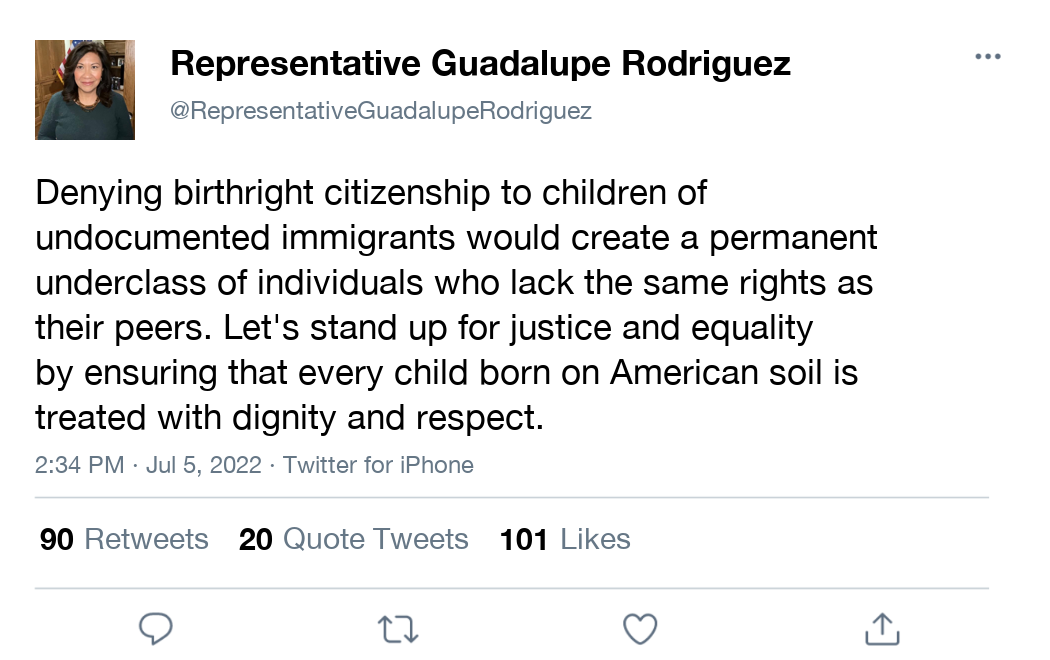 Representative Guadalupe Rodriguez
@RepresentativeGuadalupeRodriguez
Denying birthright citizenship to children of
undocumented immigrants would create a permanent
underclass of individuals who lack the same rights as
their peers. Let's stand up for justice and equality
by ensuring that every child born on American soil is
treated with dignity and respect.
2:34 PM · Jul 5, 2022 · Twitter for iPhone
90 Retweets 20 Quote Tweets 101 Likes